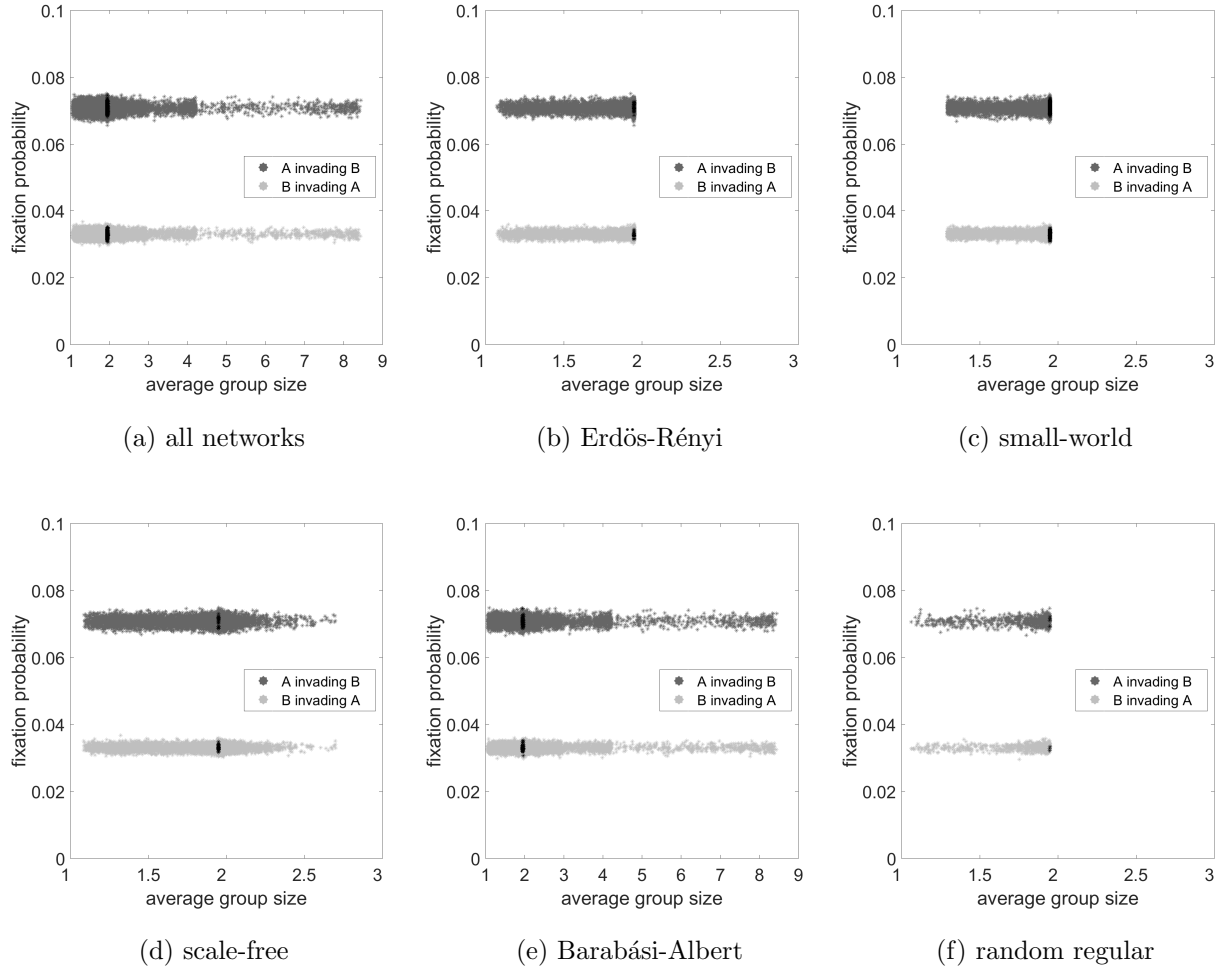 0.1
0.08
0.06
0.04
0.02
0
fixation probability
A invading B
B invading A
1 2 3 4 5 6 7 8 9
average group size
(a) all networks
0.1
0.08
0.06
0.04
0.02
0
fixation probability
A invading B
B invading A
1 1.5 2 2.5 3
average group size
(b) Erdös-Rényi
0.1
0.08
0.06
0.04
0.02
0
fixation probability
A invading B
B invading A
1 1.5 2 2.5 3
average group size
(c) small-world
0.1
0.08
0.06
0.04
0.02
0
fixation probability
A invading B
B invading A
1 1.5 2 2.5 3
average group size
(d) scale-free
0.1
0.08
0.06
0.04
0.02
0
fixation probability
A invading B
B invading A
1 2 3 4 5 6 7 8 9
average group size
(e) Barabási-Albert
0.1
0.08
0.06
0.04
0.02
0
fixation probability
A invading B
B invading A
1 1.5 2 2.5 3
average group size
(f) random regular